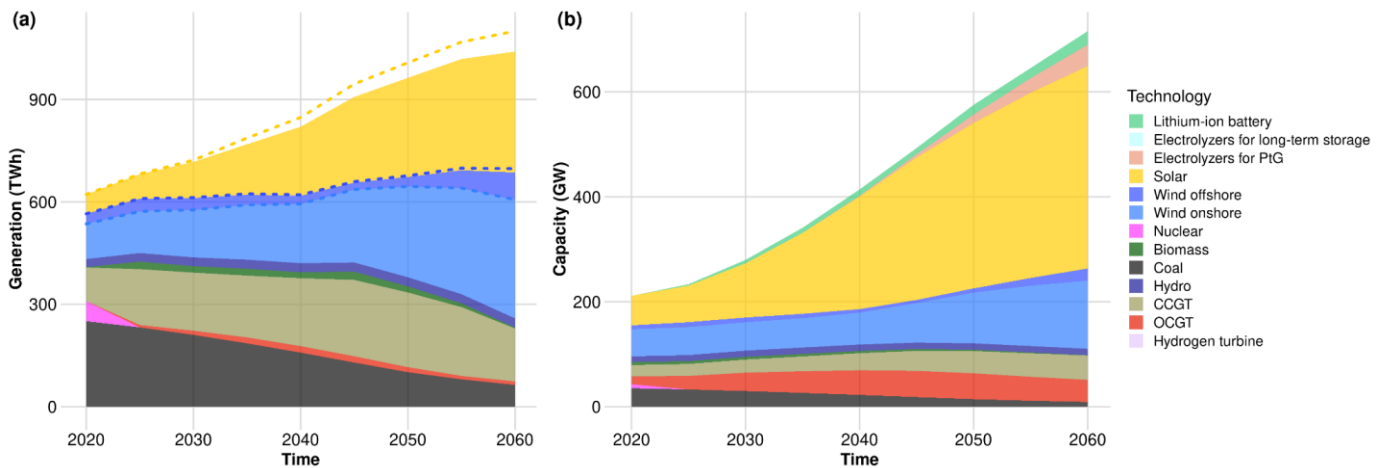 (a)
Generation (TWh)
900
600
300
0
2020
2030
2040
2050
2060
Time
(b)
Capacity (GW)
600
400
200
0
2020
2030
2040
2050
2060
Time
Technology
Lithium-ion battery
Electrolyzers for long-term storage
Electrolyzers for PtG
Solar
Wind offshore
Wind onshore
Nuclear
Biomass
Coal
Hydro
CCGT
OCGT
Hydrogen turbine